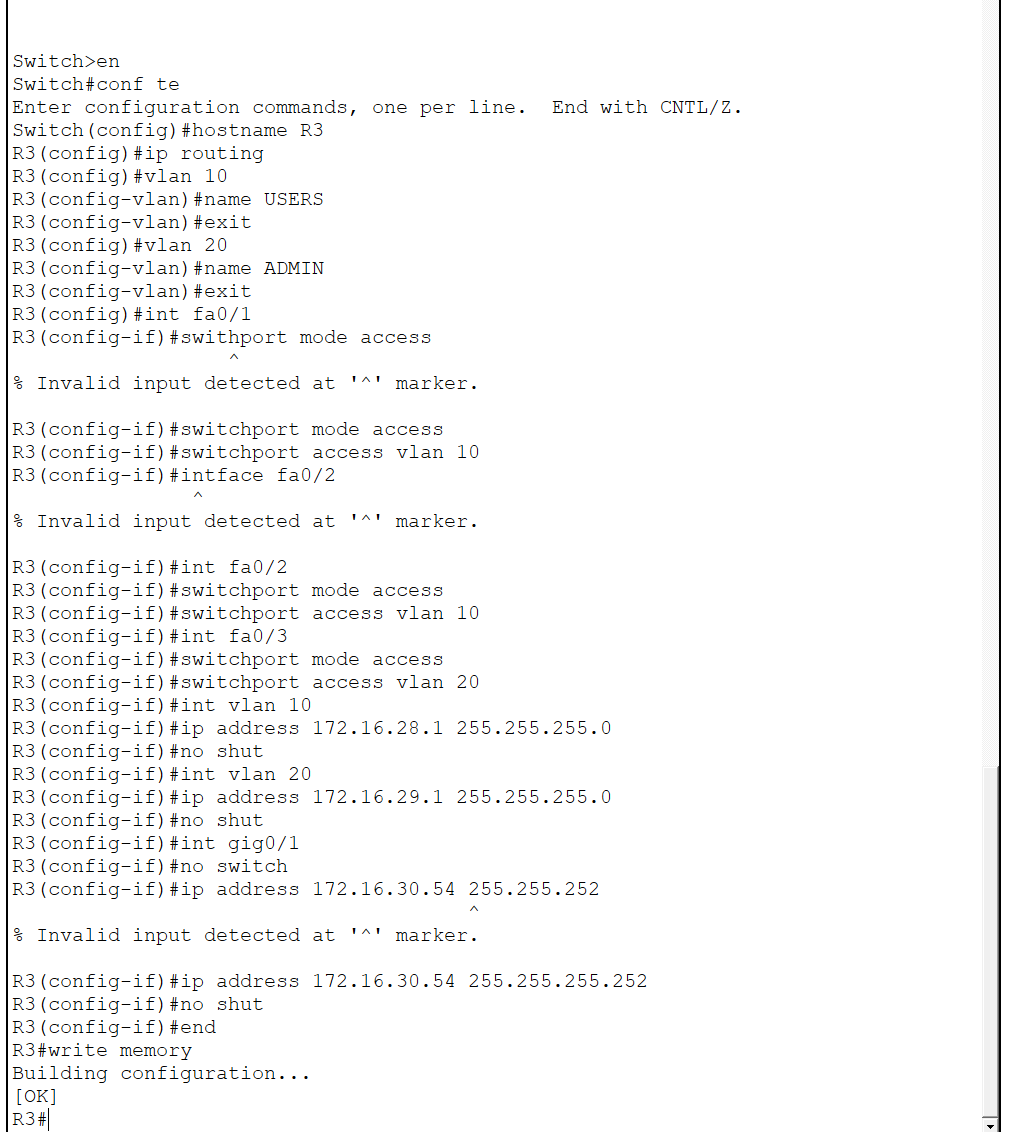 Switch>en
Switch#conf te
Enter configuration commands, one per line.  End with CNTL/Z.
Switch(config)#hostname R3
R3(config)#ip routing
R3(config)#vlan 10
R3(config-vlan)#name USERS
R3(config-vlan)#exit
R3(config)#vlan 20
R3(config-vlan)#name ADMIN
R3(config-vlan)#exit
R3(config)#int fa0/1
R3(config-if)#swithport mode access
                  ^
% Invalid input detected at '^' marker.
R3(config-if)#switchport mode access
R3(config-if)#switchport access vlan 10
R3(config-if)#intface fa0/2
               ^
% Invalid input detected at '^' marker.
R3(config-if)#int fa0/2
R3(config-if)#switchport mode access
R3(config-if)#switchport access vlan 10
R3(config-if)#int fa0/3
R3(config-if)#switchport mode access
R3(config-if)#switchport access vlan 20
R3(config-if)#int vlan 10
R3(config-if)#ip address 172.16.28.1 255.255.255.0
R3(config-if)#no shut
R3(config-if)#int vlan 20
R3(config-if)#ip address 172.16.29.1 255.255.255.0
R3(config-if)#no shut
R3(config-if)#int gig0/1
R3(config-if)#no switch
R3(config-if)#ip address 172.16.30.54 255.255.252
                                      ^
% Invalid input detected at '^' marker.
R3(config-if)#ip address 172.16.30.54 255.255.255.252
R3(config-if)#no shut
R3(config-if)#end
R3#write memory
Building configuration...
[OK]
R3#